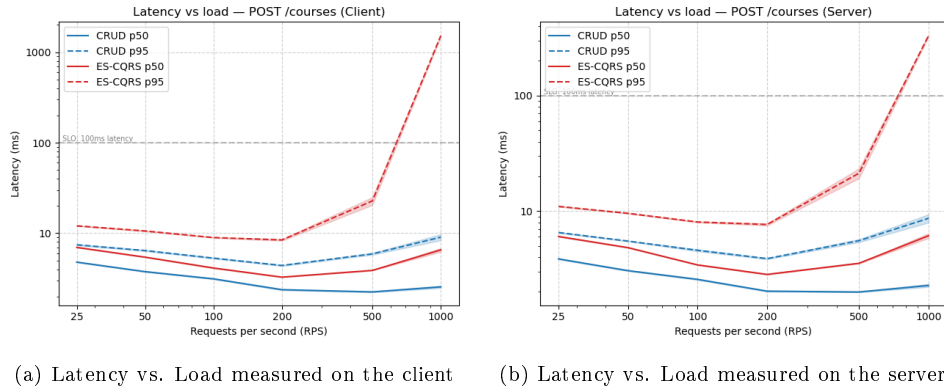 Latency vs load — POST /courses (Client)
CRUD p50
CRUD p95
ES-CQRS p50
ES-CQRS p95
SLO: 100ms latency
Latency (ms)
1000
100
10
25
50
100
200
500
1000
Requests per second (RPS)
(a) Latency vs. Load measured on the client
Latency vs load — POST /courses (Server)
CRUD p50
CRUD p95
ES-CQRS p50
ES-CQRS p95
SLO: 100ms latency
Latency (ms)
100
10
25
50
100
200
500
1000
Requests per second (RPS)
(b) Latency vs. Load measured on the server